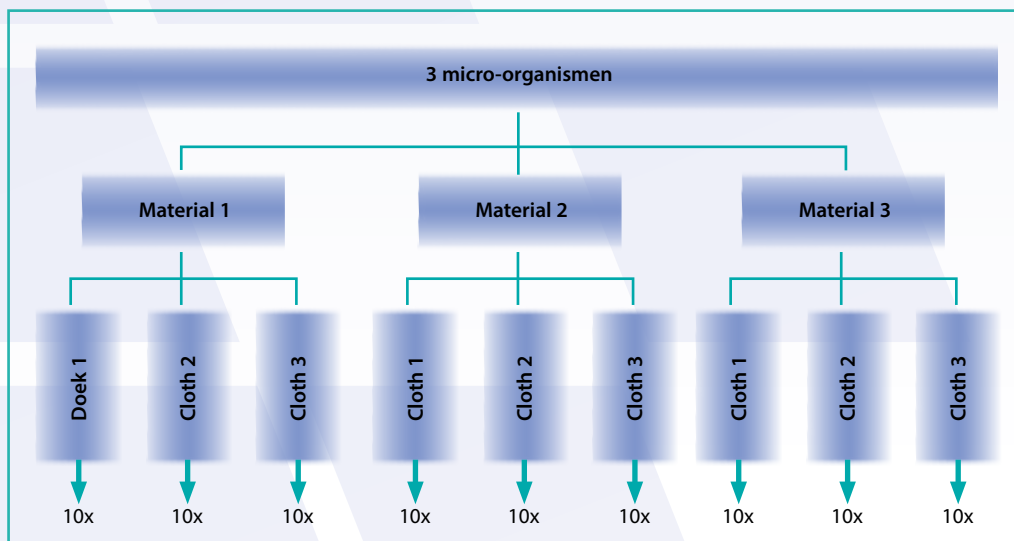 3 micro-organismen
Material 1
Material 2
Material 3
Doek 1
Cloth 2
Cloth 3
Cloth 1
Cloth 2
Cloth 3
Cloth 1
Cloth 2
Cloth 3
10x
10x
10x
10x
10x
10x
10x
10x
10x